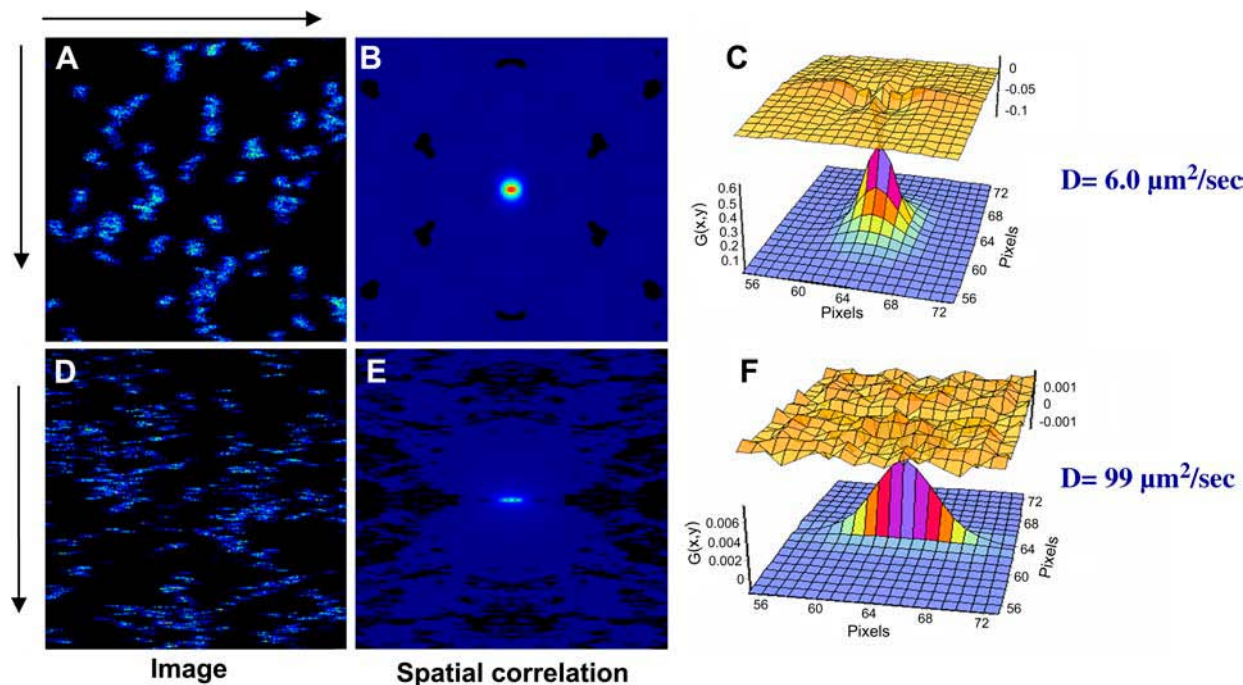 A
B
C
0
-0.05
-0.1
0.6
0.5
0.4
0.3
0.2
0.1
G(x,y)
56
60
64
68
72
Pixels
56
60
64
68
72
Pixels
D= 6.0 µm²/sec
D
E
F
0.001
0
-0.001
0.006
0.004
0.002
0
G(x,y)
56
60
64
68
72
Pixels
56
60
64
68
72
Pixels
D= 99 µm²/sec
Image
Spatial correlation